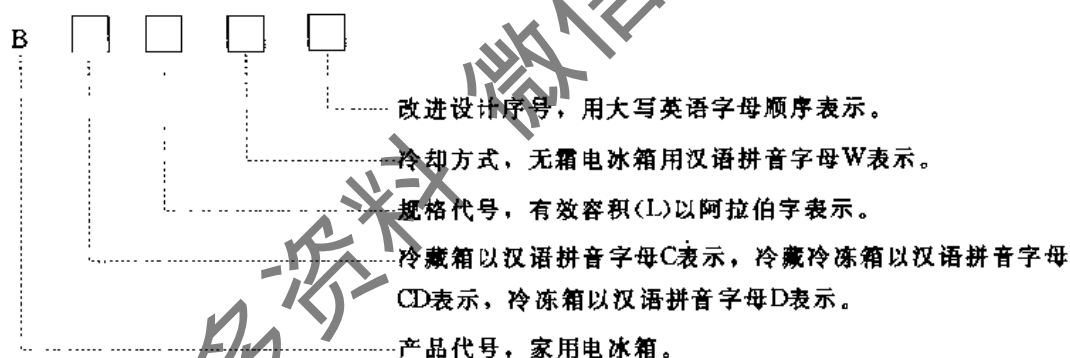 B □ □ □ □
改进设计序号，用大写英语字母顺序表示。
冷却方式，无霜电冰箱用汉语拼音字母W表示。
规格代号，有效容积(L)以阿拉伯字表示。
冷藏箱以汉语拼音字母C表示，冷藏冷冻箱以汉语拼音字母
CD表示，冷冻箱以汉语拼音字母D表示。
产品代号，家用电冰箱。
多资料 微信